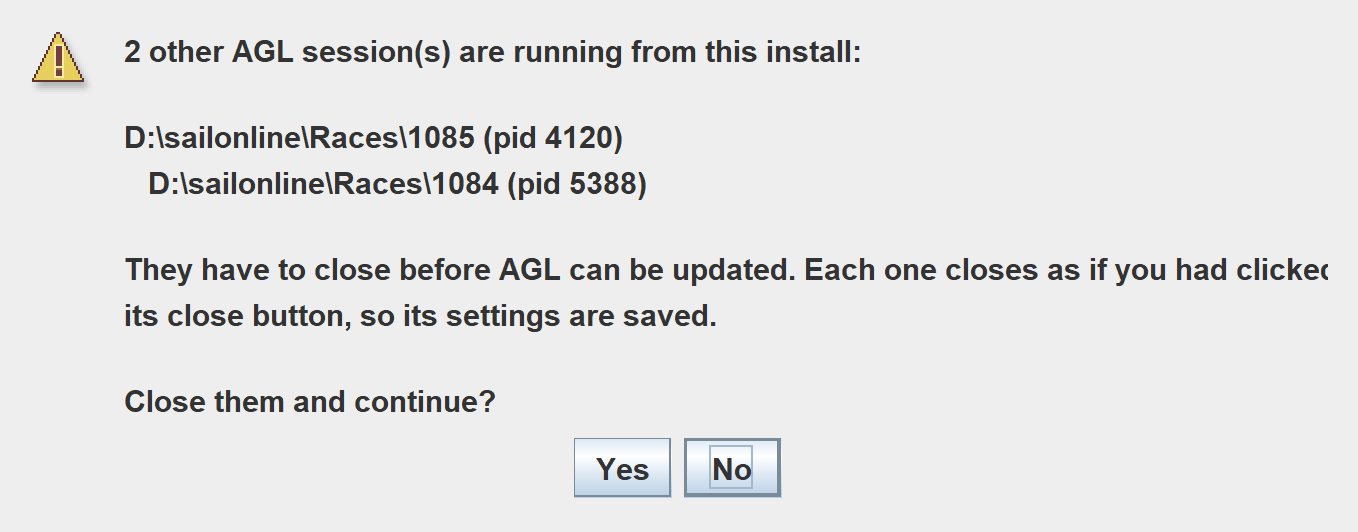 2 other AGL session(s) are running from this install:
D:\sailonline\Races\1085 (pid 4120)
D:\sailonline\Races\1084 (pid 5388)
They have to close before AGL can be updated. Each one closes as if you had clicked
its close button, so its settings are saved.
Close them and continue?
Yes No